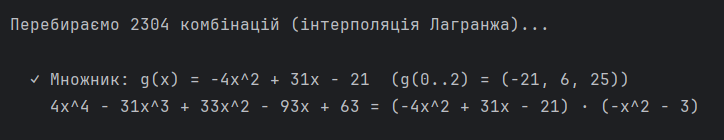 Перебираємо 2304 комбінацій (інтерполяція Лагранжа)...
✓ Множник: g(x) = -4x^2 + 31x - 21  (g(0..2) = (-21, 6, 25))
4x^4 - 31x^3 + 33x^2 - 93x + 63 = (-4x^2 + 31x - 21) · (-x^2 - 3)